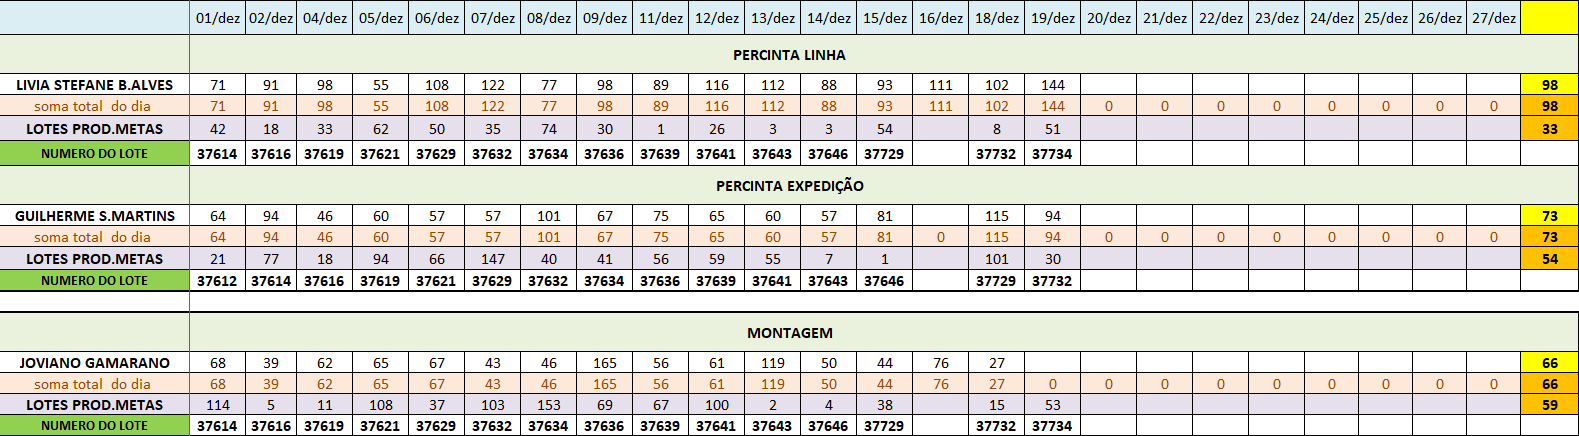 01/dez 02/dez 04/dez 05/dez 06/dez 07/dez 08/dez 09/dez 11/dez 12/dez 13/dez 14/dez 15/dez 16/dez 18/dez 19/dez 20/dez 21/dez 22/dez 23/dez 24/dez 25/dez 26/dez 27/dez
PERCINTA LINHA
LIVIA STEFANE B.ALVES 71 91 98 55 108 122 77 98 89 116 112 88 93 111 102 144 98
soma total do dia 71 91 98 55 108 122 77 98 89 116 112 88 93 111 102 144 0 0 0 0 0 0 0 0 98
LOTES PROD.METAS 42 18 33 62 50 35 74 30 1 26 3 3 54 8 51 33
NUMERO DO LOTE 37614 37616 37619 37621 37629 37632 37634 37636 37639 37641 37643 37646 37729 37732 37734
PERCINTA EXPEDIÇÃO
GUILHERME S.MARTINS 64 94 46 60 57 57 101 67 75 65 60 57 81 115 94 73
soma total do dia 64 94 46 60 57 57 101 67 75 65 60 57 81 0 115 94 0 0 0 0 0 0 0 0 73
LOTES PROD.METAS 21 77 18 94 66 147 40 41 56 59 55 7 1 101 30 54
NUMERO DO LOTE 37612 37614 37616 37619 37621 37629 37632 37634 37636 37639 37641 37643 37646 37729 37732
MONTAGEM
JOVIANO GAMARANO 68 39 62 65 67 43 46 165 56 61 119 50 44 76 27 66
soma total do dia 68 39 62 65 67 43 46 165 56 61 119 50 44 76 27 0 0 0 0 0 0 0 0 0 66
LOTES PROD.METAS 114 5 11 108 37 103 153 69 67 100 2 4 38 15 53 59
NUMERO DO LOTE 37614 37616 37619 37621 37629 37632 37634 37636 37639 37641 37643 37646 37729 37732 37734